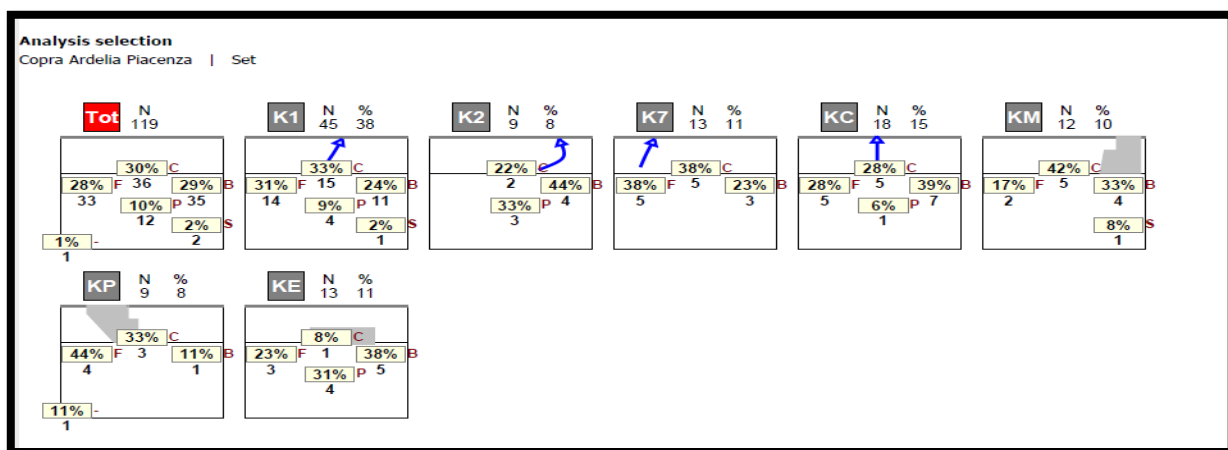 Analysis selection
Copra Ardelia Piacenza | Set
Tot N 119
30% C
36
28% F
33
29% B
35
10% P
12
2% S
2
1% -
1
K1 N % 45 38
33% C
15
31% F
14
24% B
11
9% P
4
2% S
1
K2 N % 9 8
22% C
2
44% B
4
33% P
3
K7 N % 13 11
38% C
5
38% F
5
23% B
3
KC N % 18 15
28% C
5
28% F
5
39% B
7
6% P
1
KM N % 12 10
42% C
5
17% F
2
33% B
4
8% S
1
KP N % 9 8
33% C
3
44% F
4
11% B
1
11% -
1
KE N % 13 11
8% C
1
23% F
3
38% B
5
31% P
4